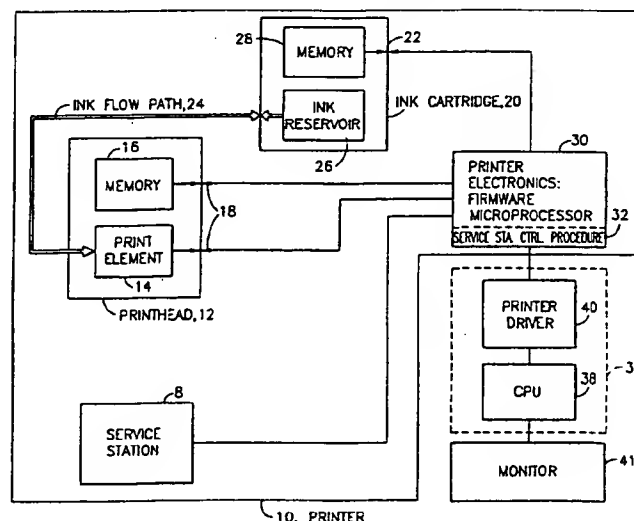 28
MEMORY
22
INK FLOW PATH,24
INK
RESERVOIR
INK CARTRIDGE,20
26
16
MEMORY
18
PRINT
ELEMENT
14
PRINTHEAD,12
30
PRINTER
ELECTRONICS:
FIRMWARE
MICROPROCESSOR
SERVICE STA CTRL PROCEDURE
32
PRINTER
DRIVER
40
CPU
38
3
8
SERVICE
STATION
MONITOR
41
10, PRINTER